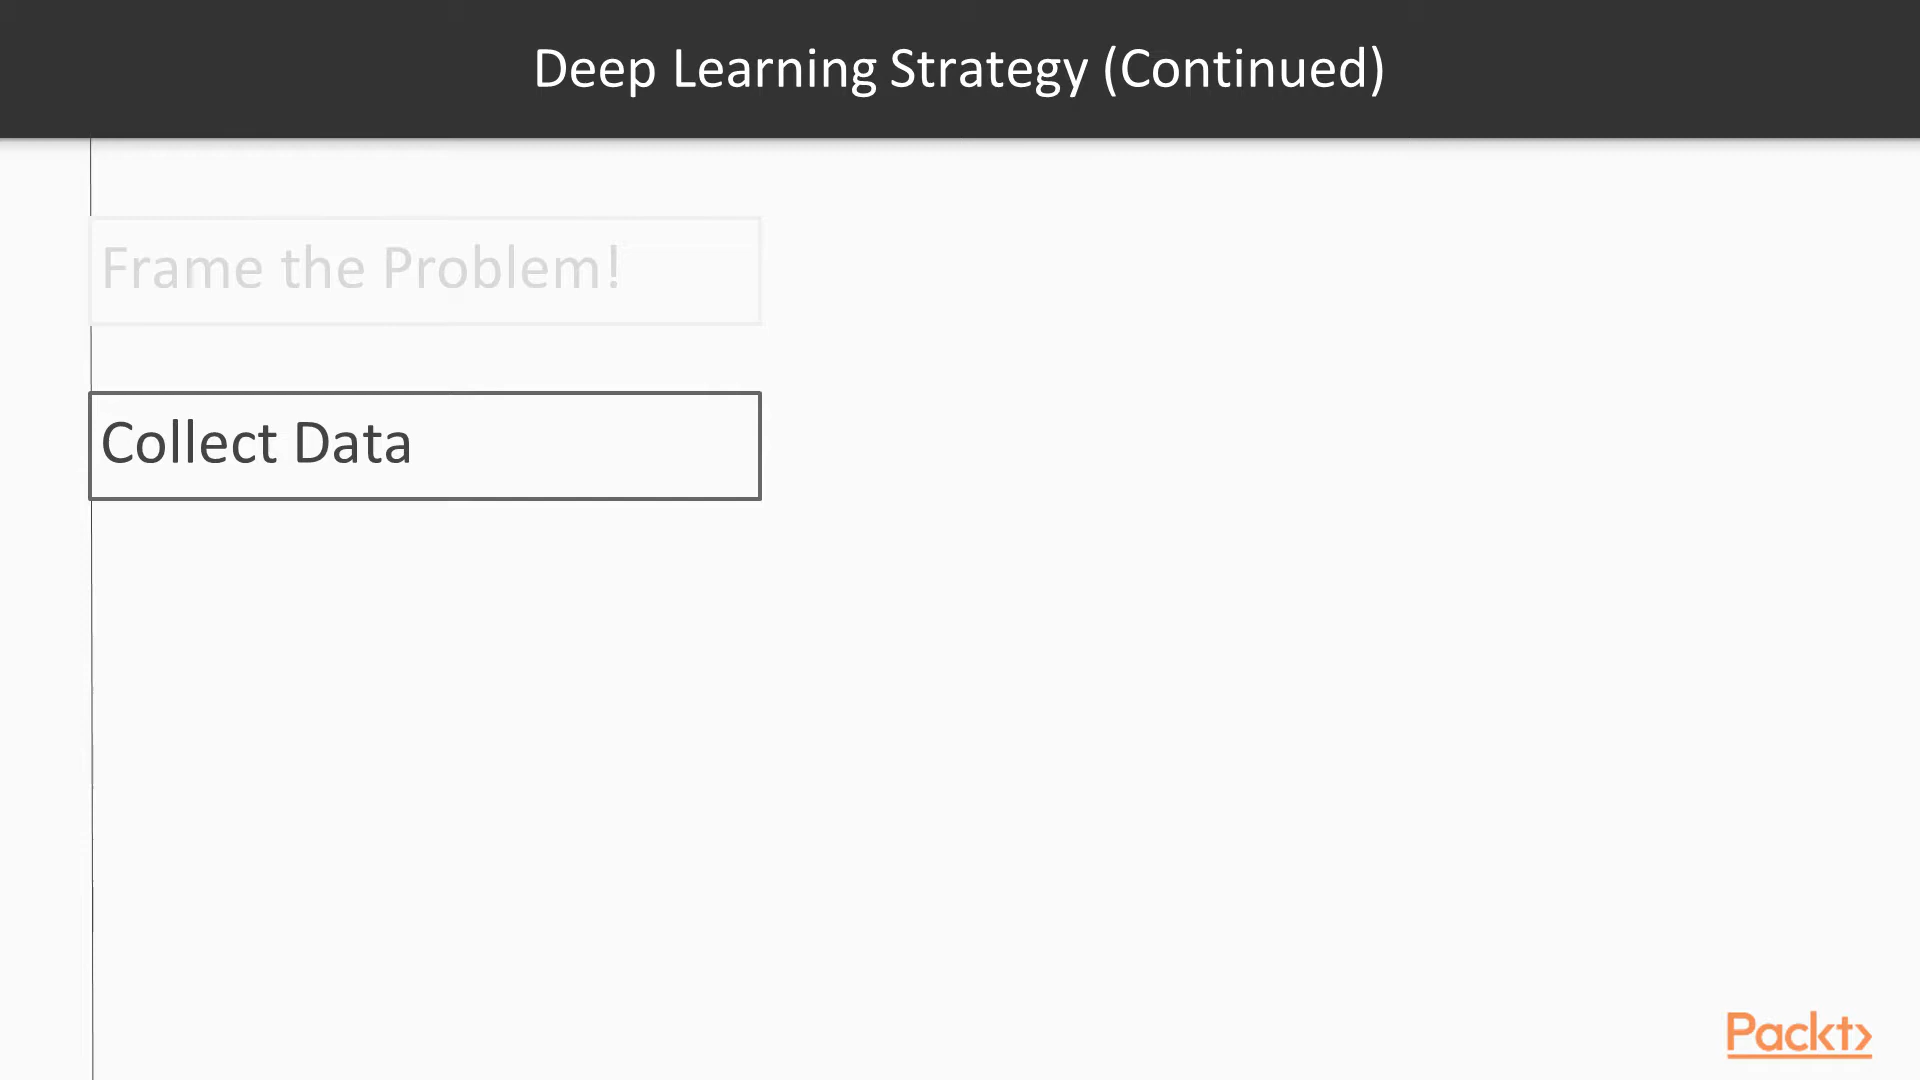 Deep Learning Strategy (Continued)
Frame the Problem!
Collect Data
Packt>